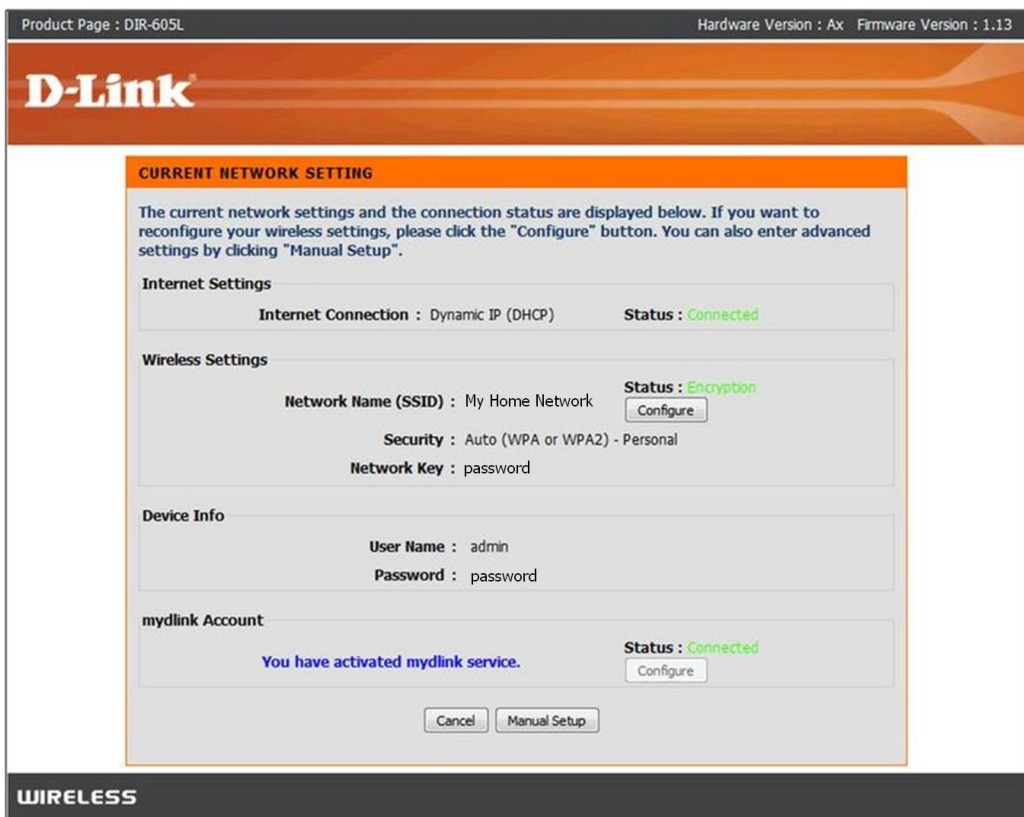 Product Page : DIR-605L Hardware Version : Ax Firmware Version : 1.13
D-Link®
CURRENT NETWORK SETTING
The current network settings and the connection status are displayed below. If you want to
reconfigure your wireless settings, please click the "Configure" button. You can also enter advanced
settings by clicking "Manual Setup".
Internet Settings
Internet Connection : Dynamic IP (DHCP) Status : Connected
Wireless Settings
Status : Encryption
Network Name (SSID) : My Home Network
Configure
Security : Auto (WPA or WPA2) - Personal
Network Key : password
Device Info
User Name : admin
Password : password
mydlink Account
Status : Connected
You have activated mydlink service.
Configure
Cancel Manual Setup
WIRELESS